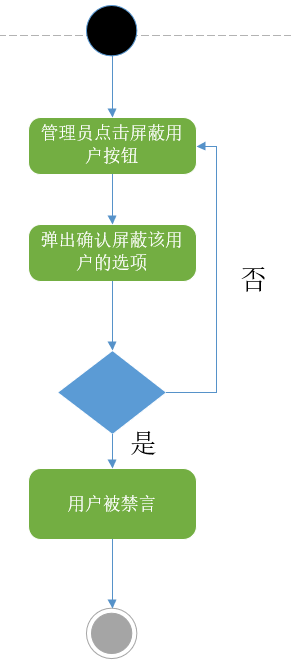 管理员点击屏蔽用
户按钮
弹出确认屏蔽该用
户的选项
否
是
用户被禁言